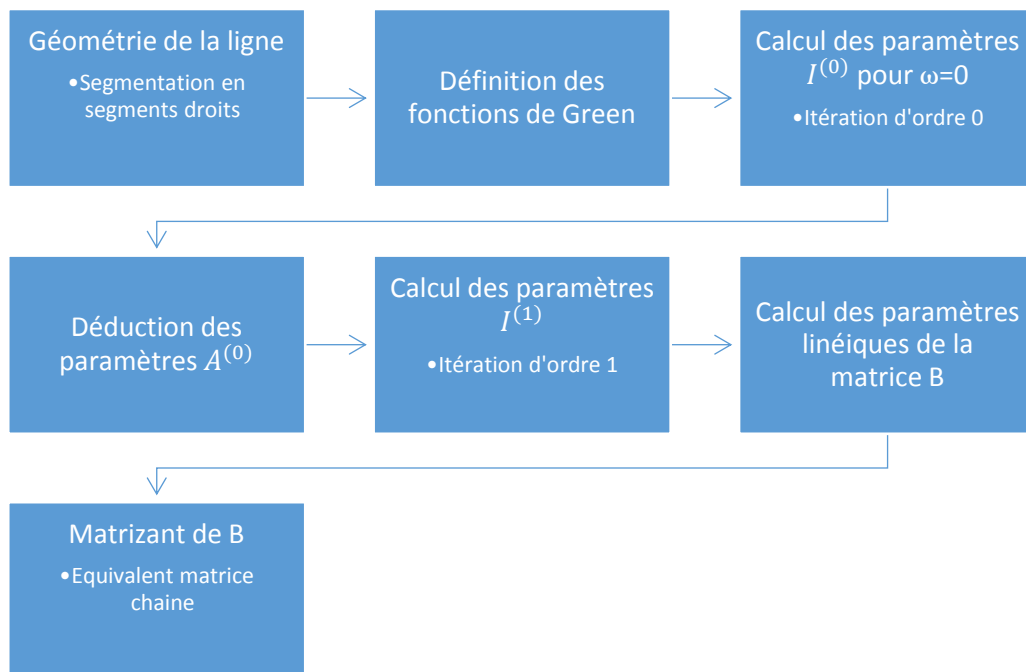 Géométrie de la ligne
•Segmentation en
segments droits
Définition des
fonctions de Green
Calcul des paramètres
I^(0) pour ω=0
•Itération d'ordre 0
Déduction des
paramètres A^(0)
Calcul des paramètres
I^(1)
•Itération d'ordre 1
Calcul des paramètres
linéiques de la
matrice B
Matrizant de B
•Equivalent matrice
chaine